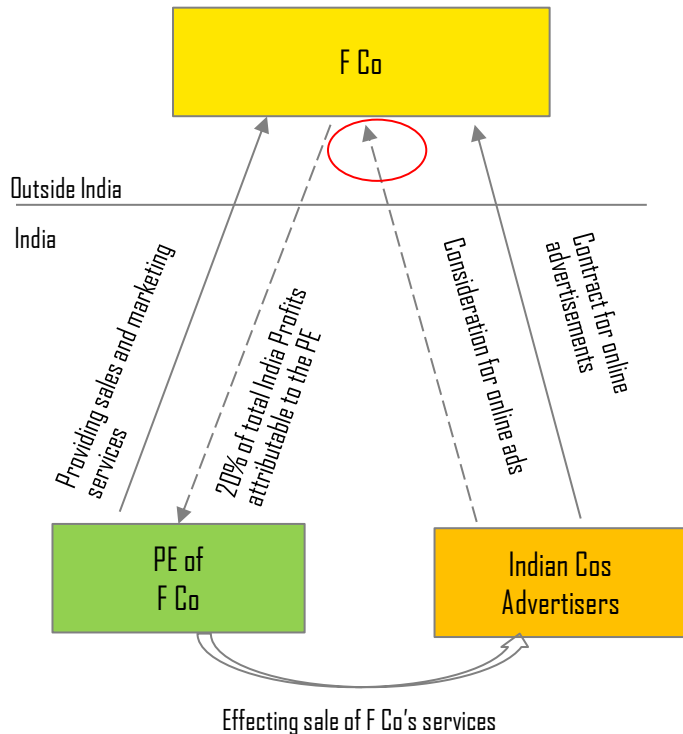 F Co
Outside India
India
Providing sales and marketing
services
20% of total India Profits
attributable to the PE
Consideration for online ads
Contract for online
advertisements
PE of
F Co
Indian Cos
Advertisers
Effecting sale of F Co's services